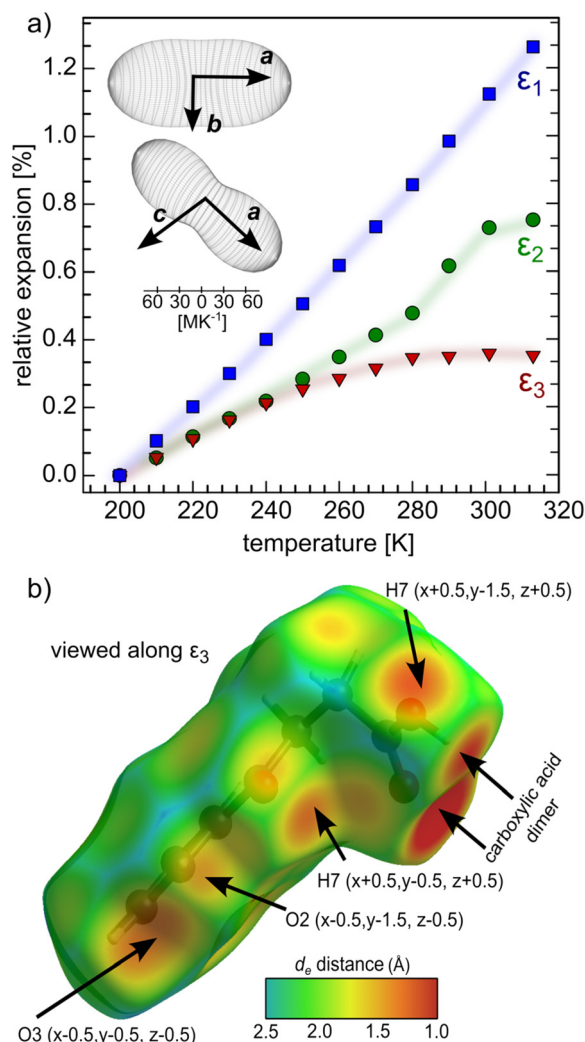 a)
relative expansion [%]
1.2
1.0
0.8
0.6
0.4
0.2
0.0
a
b
c
a
60 30 0 30 60
[MK⁻¹]
ε₁
ε₂
ε₃
200 220 240 260 280 300 320
temperature [K]
b)
H7 (x+0.5,y-1.5, z+0.5)
viewed along ε₃
carboxylic acid
dimer
H7 (x+0.5,y-0.5, z+0.5)
O2 (x-0.5,y-1.5, z-0.5)
dₑ distance (Å)
2.5 2.0 1.5 1.0
O3 (x-0.5,y-0.5, z-0.5)